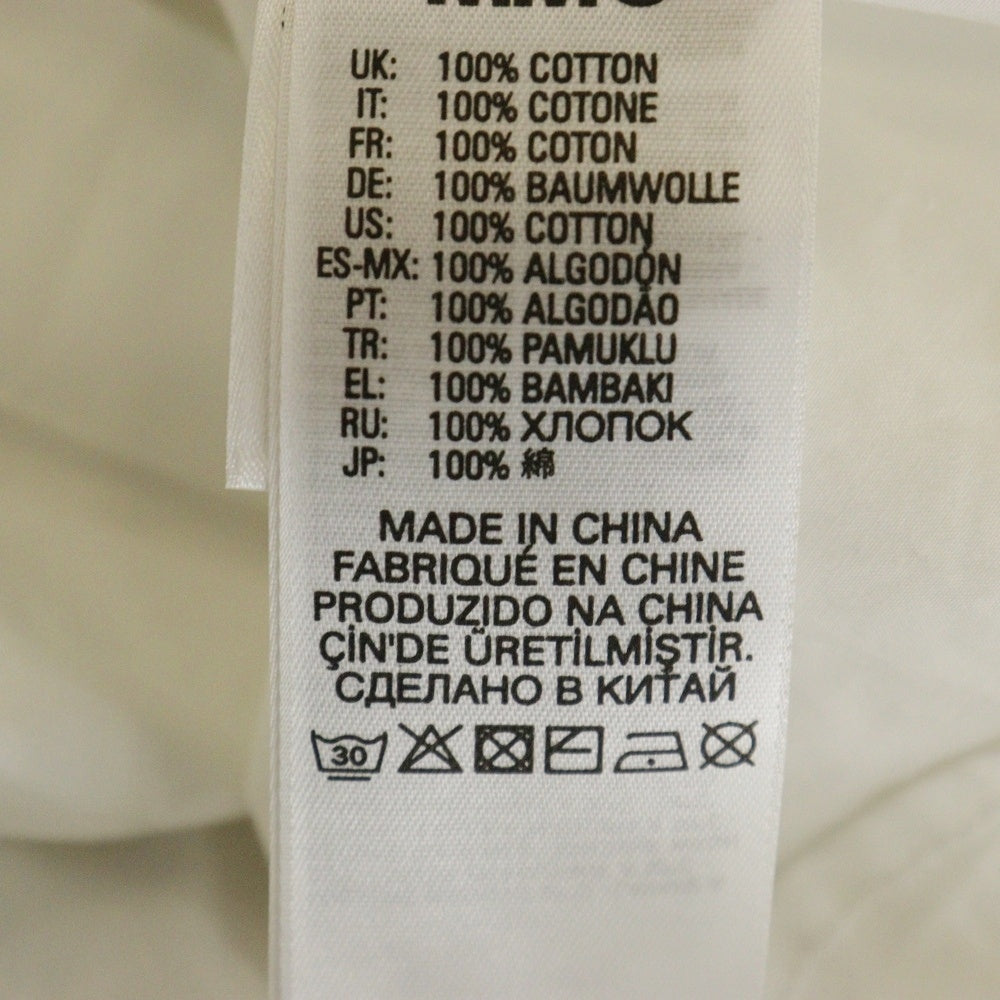 UK: 100% COTTON
IT: 100% COTONE
FR: 100% COTON
DE: 100% BAUMWOLLE
US: 100% COTTON
ES-MX: 100% ALGODÓN
PT: 100% ALGODÃO
TR: 100% PAMUKLU
EL: 100% BAMBAKI
RU: 100% ХЛОПОК
JP: 100% 綿
MADE IN CHINA
FABRIQUÉ EN CHINE
PRODUZIDO NA CHINA
ÇİN'DE ÜRETİLMİŞTİR.
СДЕЛАНО В КИТАЙ
30